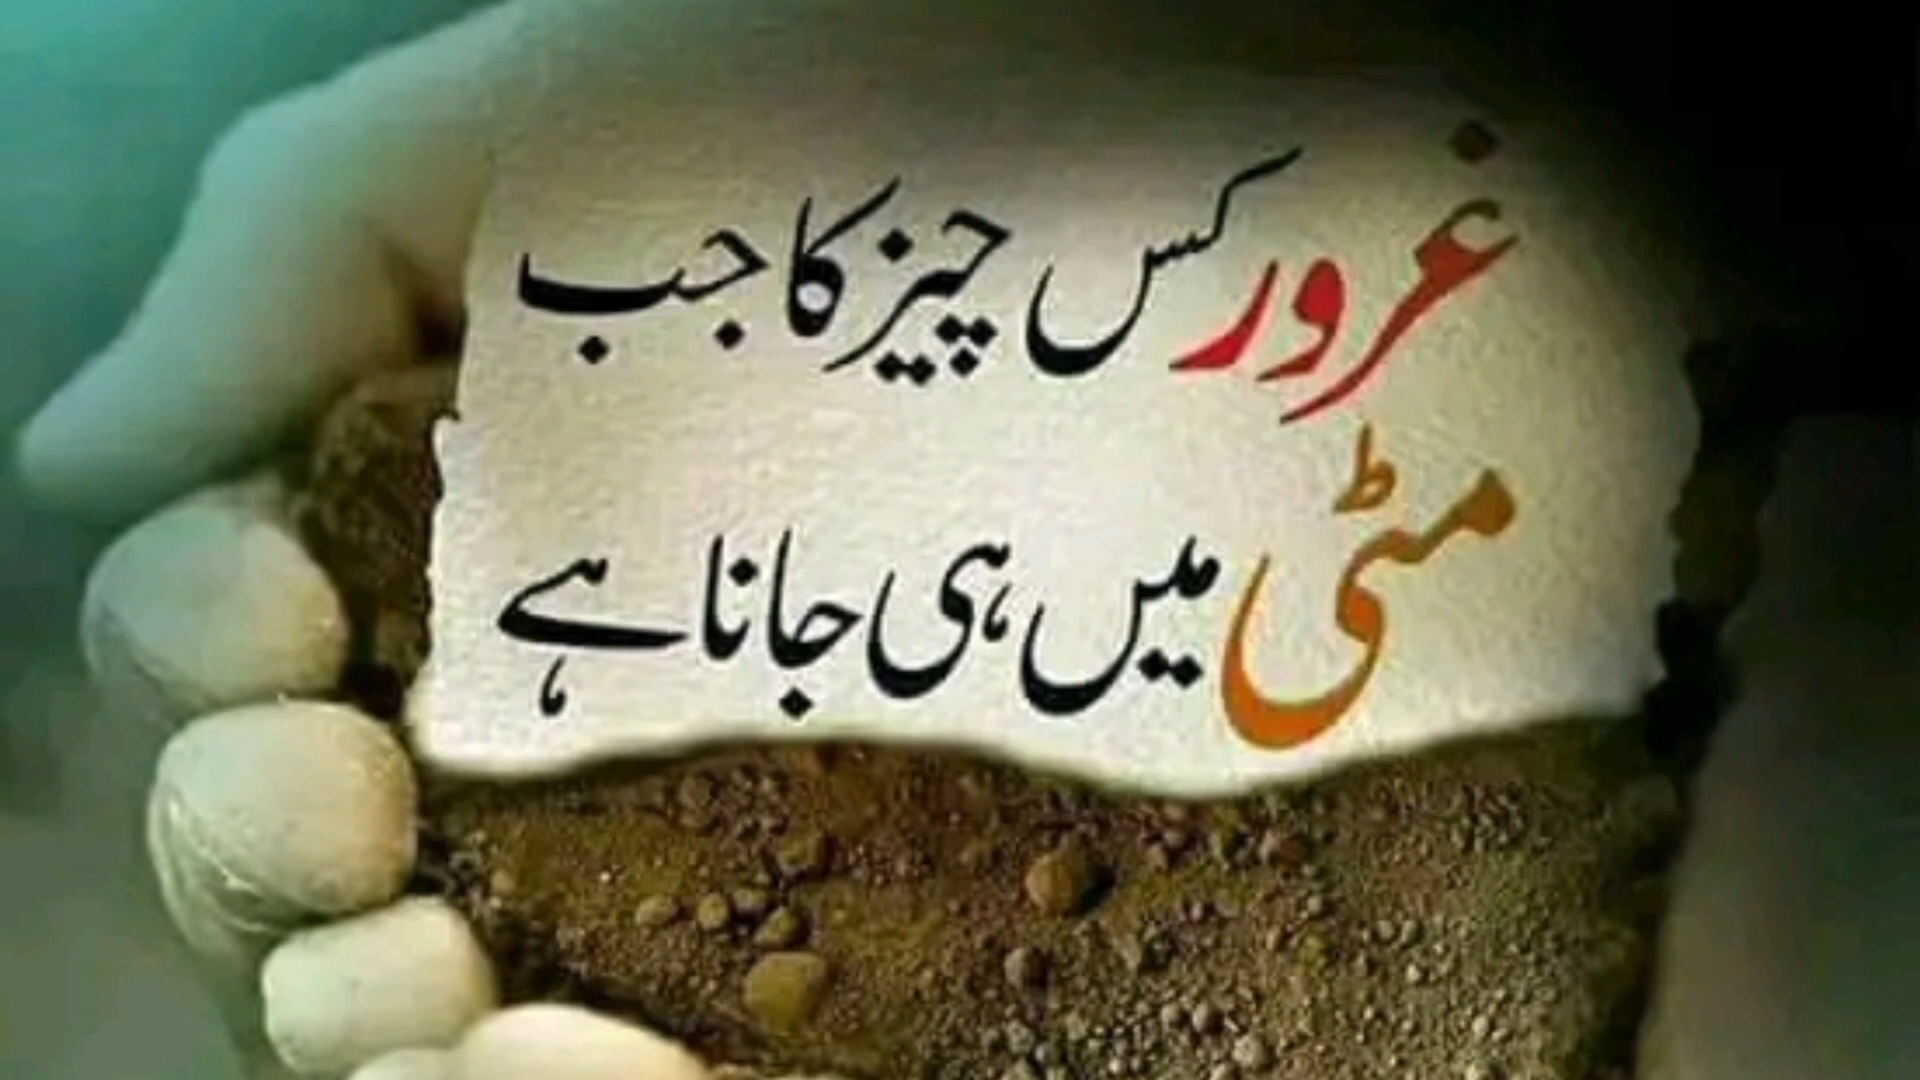 غرور کس چیز کا جب
مٹی میں ہی جانا ہے